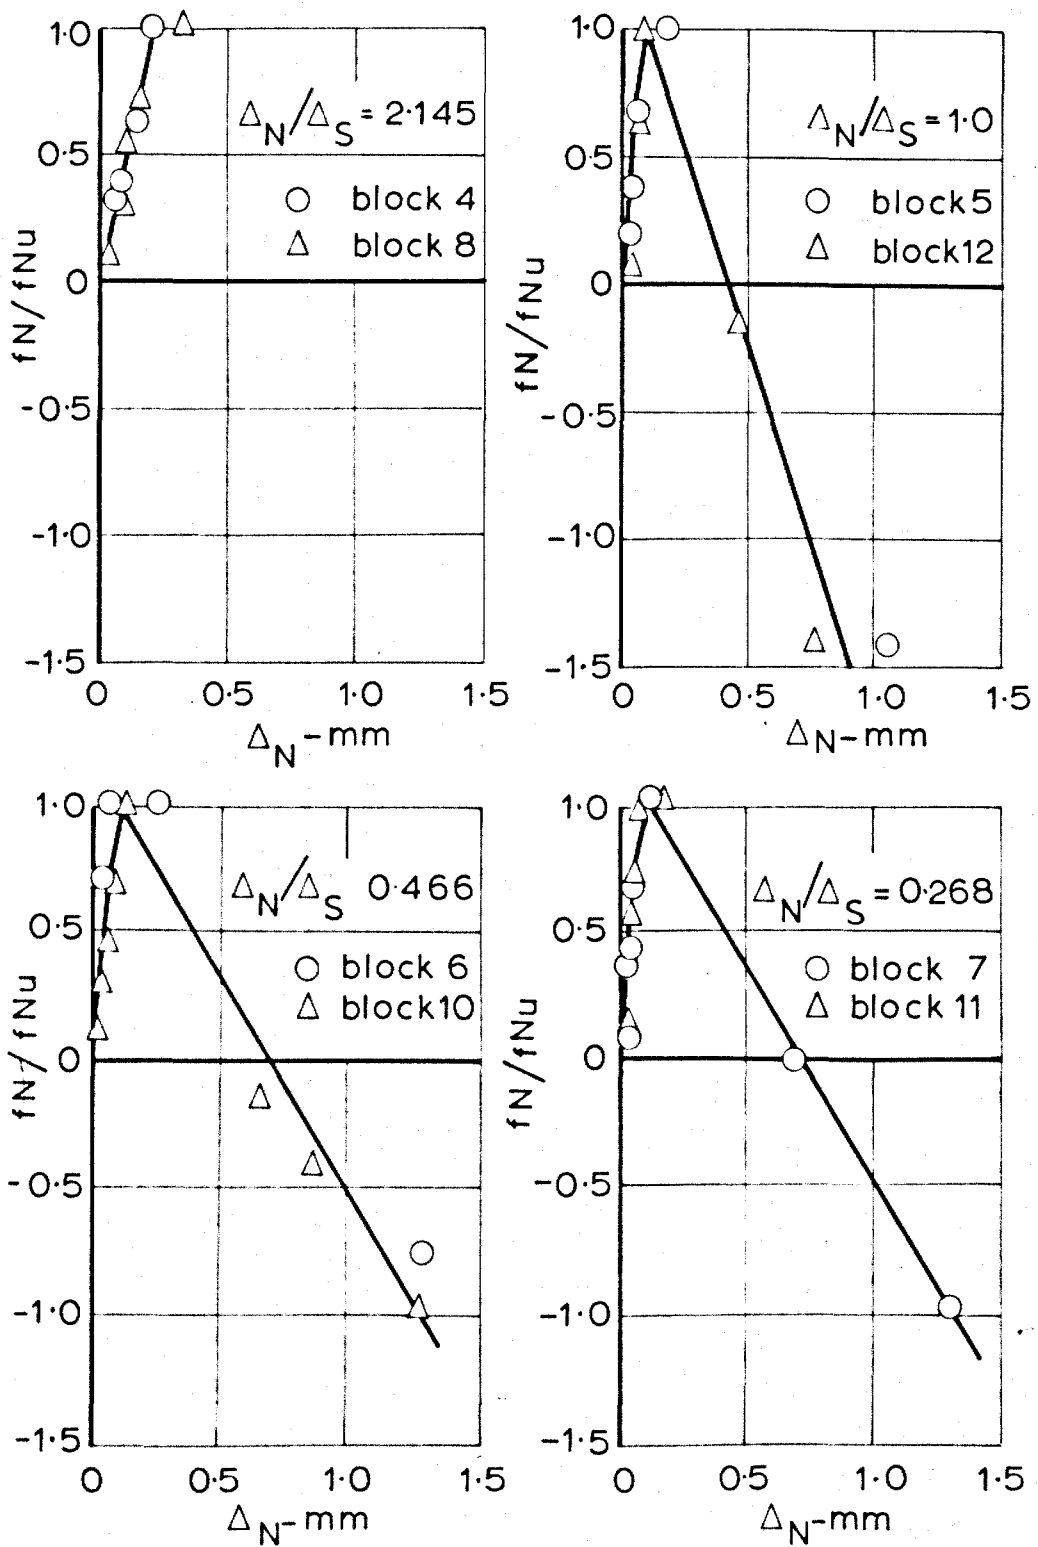 1·0
0·5
0
-0·5
-1·0
-1·5
0 0·5 1·0 1·5
fN/fNu
ΔN/ΔS = 2·145
○ block 4
△ block 8
ΔN-mm
1·0
0·5
0
-0·5
-1·0
-1·5
0 0·5 1·0 1·5
fN/fNu
ΔN/ΔS = 1·0
○ block 5
△ block 12
ΔN-mm
1·0
0·5
0
-0·5
-1·0
-1·5
0 0·5 1·0 1·5
fN/fNu
ΔN/ΔS 0·466
○ block 6
△ block 10
ΔN-mm
1·0
0·5
0
-0·5
-1·0
-1·5
0 0·5 1·0 1·5
fN/fNu
ΔN/ΔS = 0·268
○ block 7
△ block 11
ΔN-mm